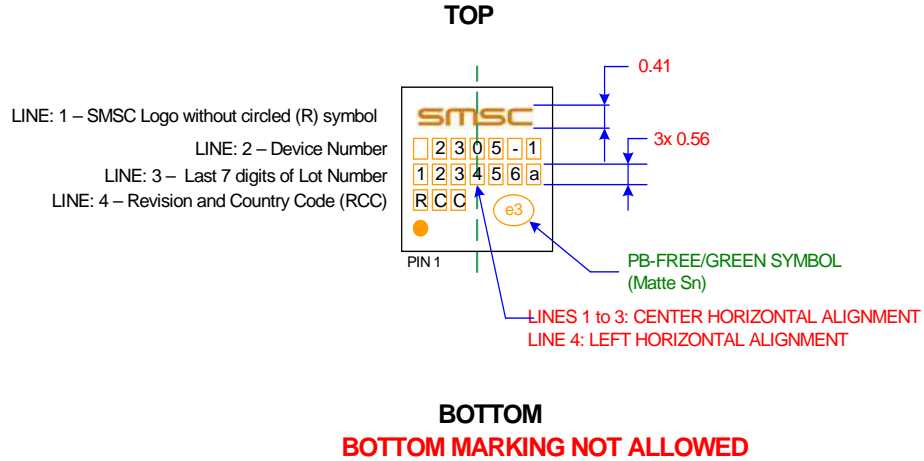 TOP
0.41
LINE: 1 – SMSC Logo without circled (R) symbol
smsc
3x 0.56
LINE: 2 – Device Number
2305-1
LINE: 3 – Last 7 digits of Lot Number
123456a
LINE: 4 – Revision and Country Code (RCC)
RCC
e3
PIN 1
PB-FREE/GREEN SYMBOL
(Matte Sn)
LINES 1 to 3: CENTER HORIZONTAL ALIGNMENT
LINE 4: LEFT HORIZONTAL ALIGNMENT
BOTTOM
BOTTOM MARKING NOT ALLOWED